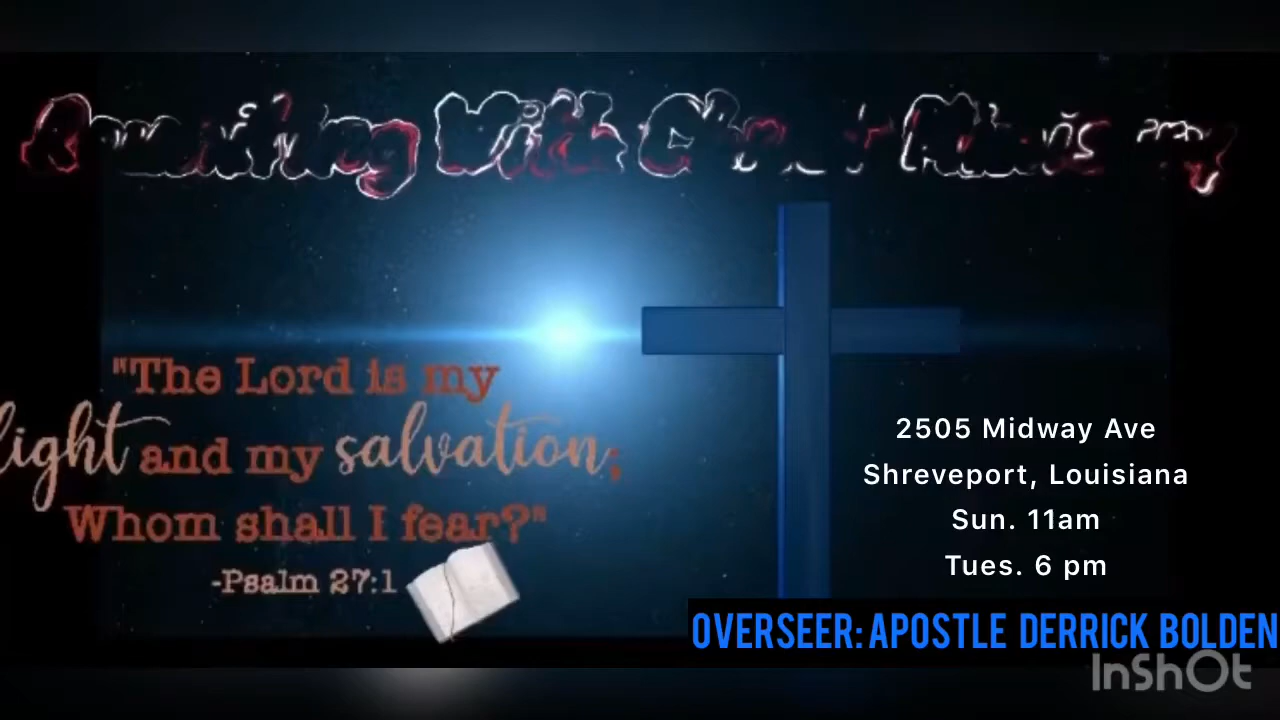 With
"The Lord is my
light and my salvation;
Whom shall I fear?"
-Psalm 27:1
2505 Midway Ave
Shreveport, Louisiana
Sun. 11am
Tues. 6 pm
OVERSEER: APOSTLE DERRICK BOLDEN
InShOt